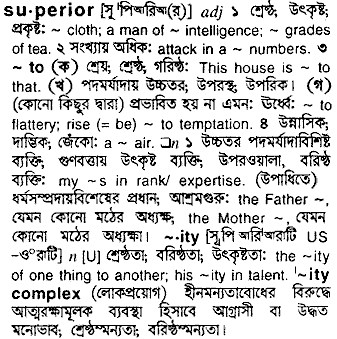 su·perior [সূ'পিআরিআ(র্)] adj ১ শ্রেষ্ঠ, উৎকৃষ্ট,
প্রকৃষ্ট: ~ cloth; a man of ~ intelligence; ~ grades
of tea. ২ সংখ্যায় অধিক: attack in a ~ numbers. ৩
~ to (ক) শ্রেয়, শ্রেষ্ঠ, গরিষ্ঠ: This house is ~ to
that. (খ) পদমর্যাদায় উচ্চতর; উপরস্থ; উপরিক। (গ)
(কোনো কিছুর দ্বারা) প্রভাবিত হয় না এমন: ঊর্ধ্বে: ~ to
flattery; rise (= be) ~ to temptation. ৪ উন্নাসিক,
দাম্ভিক, জেঁকো: a ~ air. □n ১ উচ্চতর পদমর্যাদাবিশিষ্ট
ব্যক্তি, গুণবত্তায় উৎকৃষ্ট ব্যক্তি, উপরওয়ালা, বরিষ্ঠ
ব্যক্তি: my ~s in rank/ expertise. (উপাধিতে)
ধর্মসম্প্রদায়বিশেষের প্রধান, আশ্রমগুরু: the Father ~,
যেমন কোনো মঠের অধ্যক্ষ; the Mother ~, যেমন
কোনো মঠের অধ্যক্ষা। ~·ity [সূ'পি আরি'আরাটি US
-ও°রাটি] n [U] শ্রেষ্ঠতা; বরিষ্ঠতা; উৎকৃষ্টতা: the ~ity
of one thing to another; his ~ity in talent. '~ity
complex (লোকপ্রয়োগ) হীনমন্যতাবোধের বিরুদ্ধে
আত্মরক্ষামূলক ব্যবস্থা হিসাবে আগ্রাসী বা উদ্ধত
মনোভাব; শ্রেষ্ঠম্মন্যতা; বরিষ্ঠম্মন্যতা।